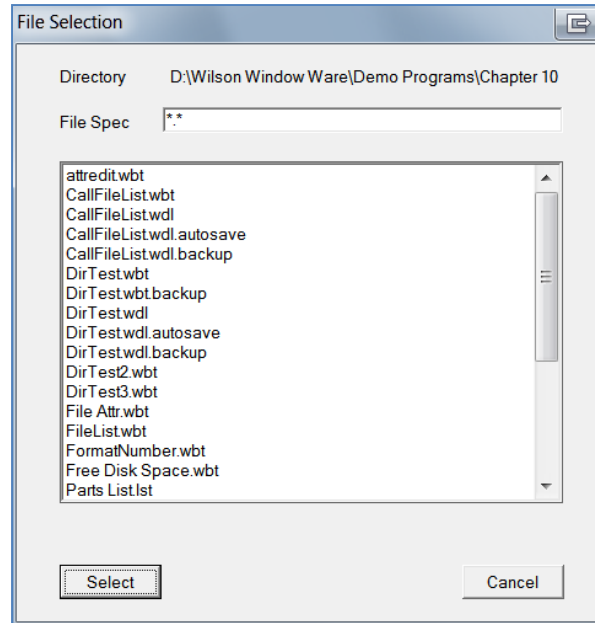 File Selection
Directory D:\Wilson Window Ware\Demo Programs\Chapter 10
File Spec *.*
attredit.wbt
CallFileList.wbt
CallFileList.wdl
CallFileList.wdl.autosave
CallFileList.wdl.backup
DirTest.wbt
DirTest.wbt.backup
DirTest.wdl
DirTest.wdl.autosave
DirTest.wdl.backup
DirTest2.wbt
DirTest3.wbt
File Attr.wbt
FileList.wbt
FormatNumber.wbt
Free Disk Space.wbt
Parts List.lst
Select Cancel